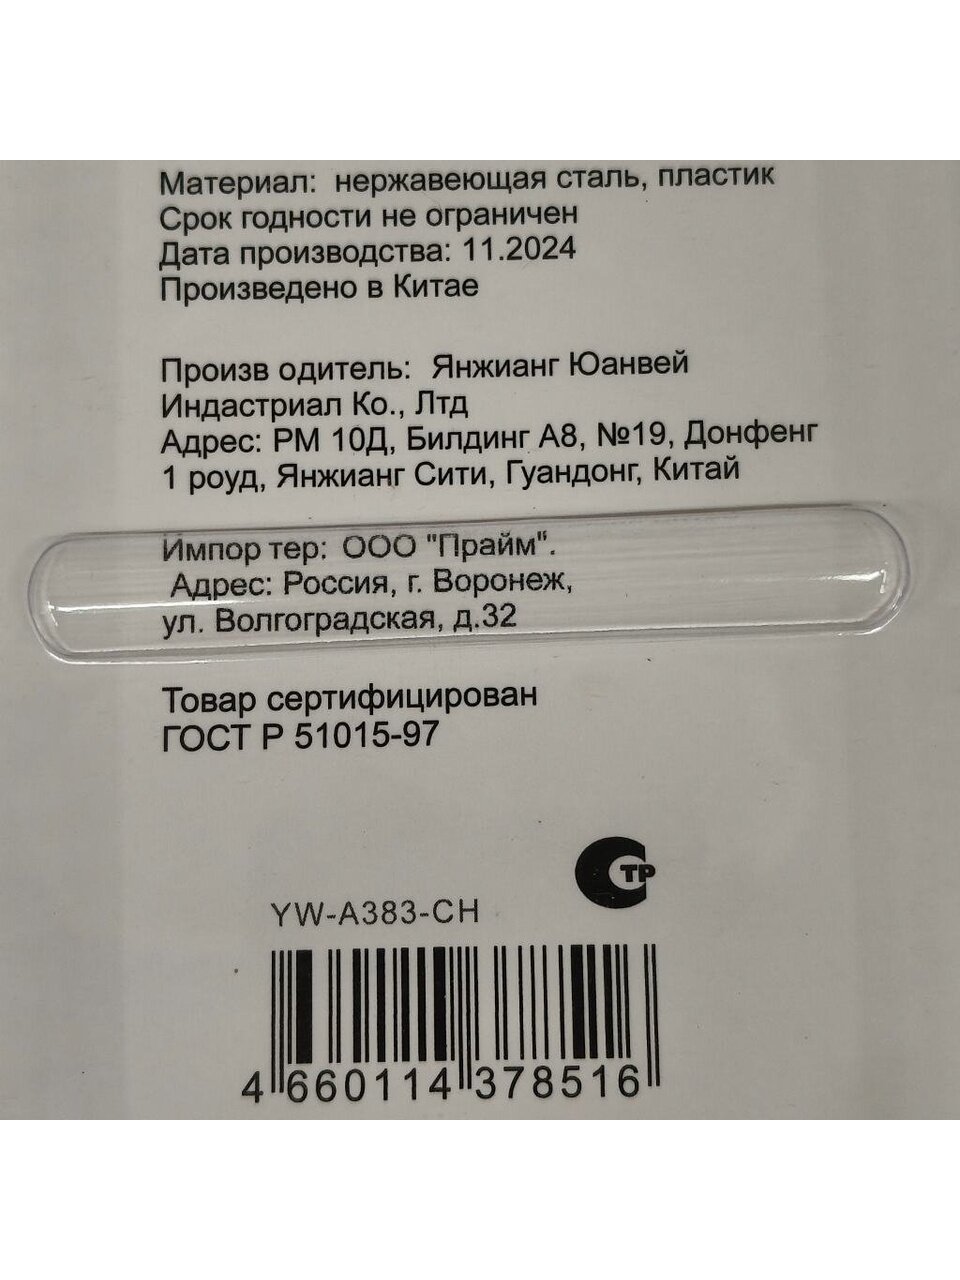 Материал: нержавеющая сталь, пластик
Срок годности не ограничен
Дата производства: 11.2024
Произведено в Китае
Произв одитель: Янжианг Юанвей
Индастриал Ко., Лтд
Адрес: РМ 10Д, Билдинг А8, №19, Донфенг
1 роуд, Янжианг Сити, Гуандонг, Китай
Импор тер: ООО "Прайм".
Адрес: Россия, г. Воронеж,
ул. Волгоградская, д.32
Товар сертифицирован
ГОСТ Р 51015-97
СТР
YW-A383-CH
4 660114 378516